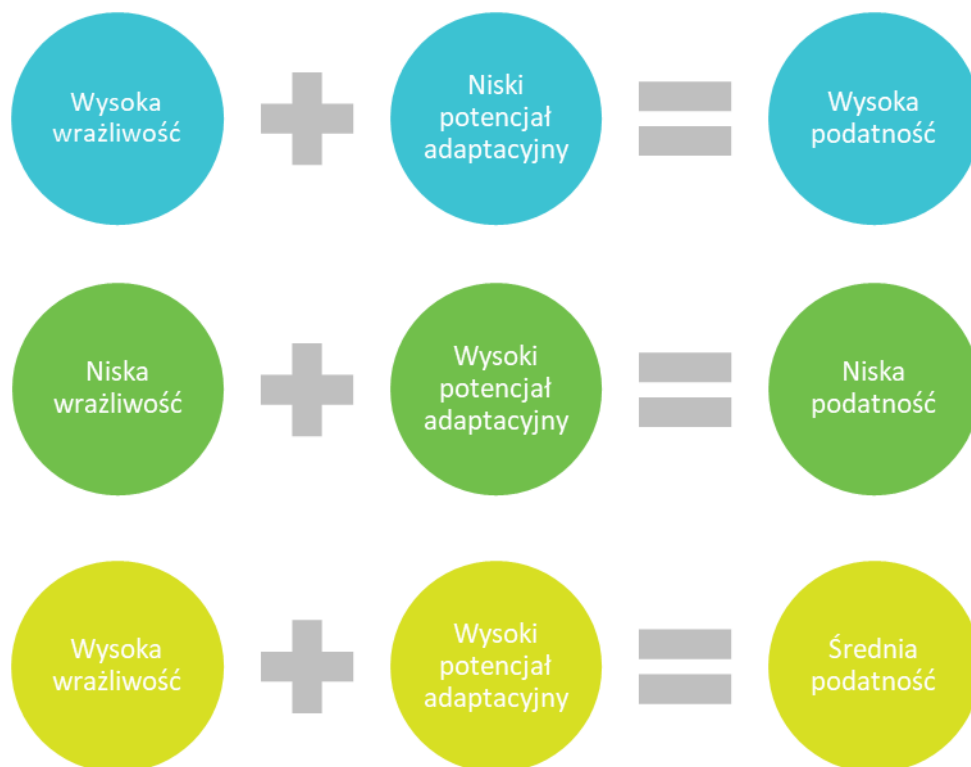 Wysoka
wrażliwość
Niski
potencjał
adaptacyjny
Wysoka
podatność
Niska
wrażliwość
Wysoki
potencjał
adaptacyjny
Niska
podatność
Wysoka
wrażliwość
Wysoki
potencjał
adaptacyjny
Średnia
podatność